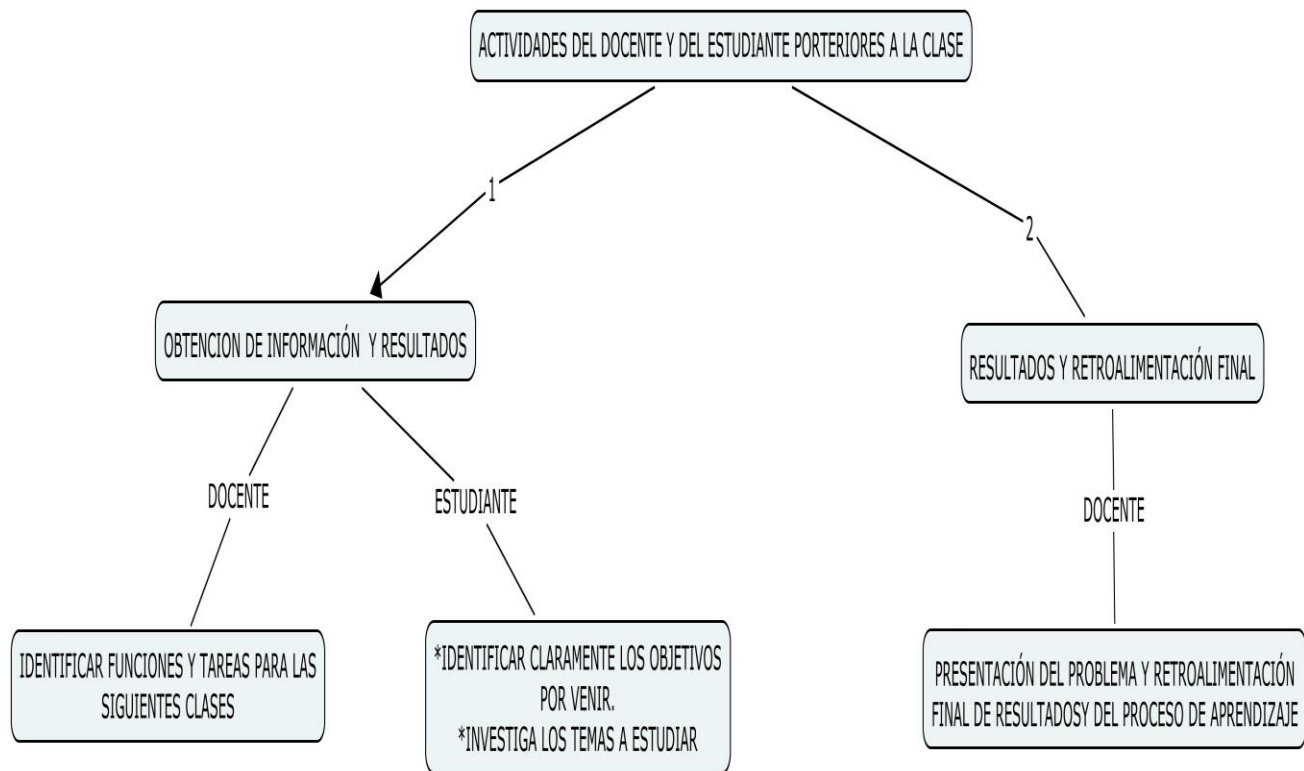 ACTIVIDADES DEL DOCENTE Y DEL ESTUDIANTE PORTERIORES A LA CLASE
1
2
OBTENCION DE INFORMACIÓN Y RESULTADOS
RESULTADOS Y RETROALIMENTACIÓN FINAL
DOCENTE
ESTUDIANTE
DOCENTE
IDENTIFICAR FUNCIONES Y TAREAS PARA LAS
SIGUIENTES CLASES
*IDENTIFICAR CLARAMENTE LOS OBJETIVOS
POR VENIR.
*INVESTIGA LOS TEMAS A ESTUDIAR
PRESENTACIÓN DEL PROBLEMA Y RETROALIMENTACIÓN
FINAL DE RESULTADOSY DEL PROCESO DE APRENDIZAJE